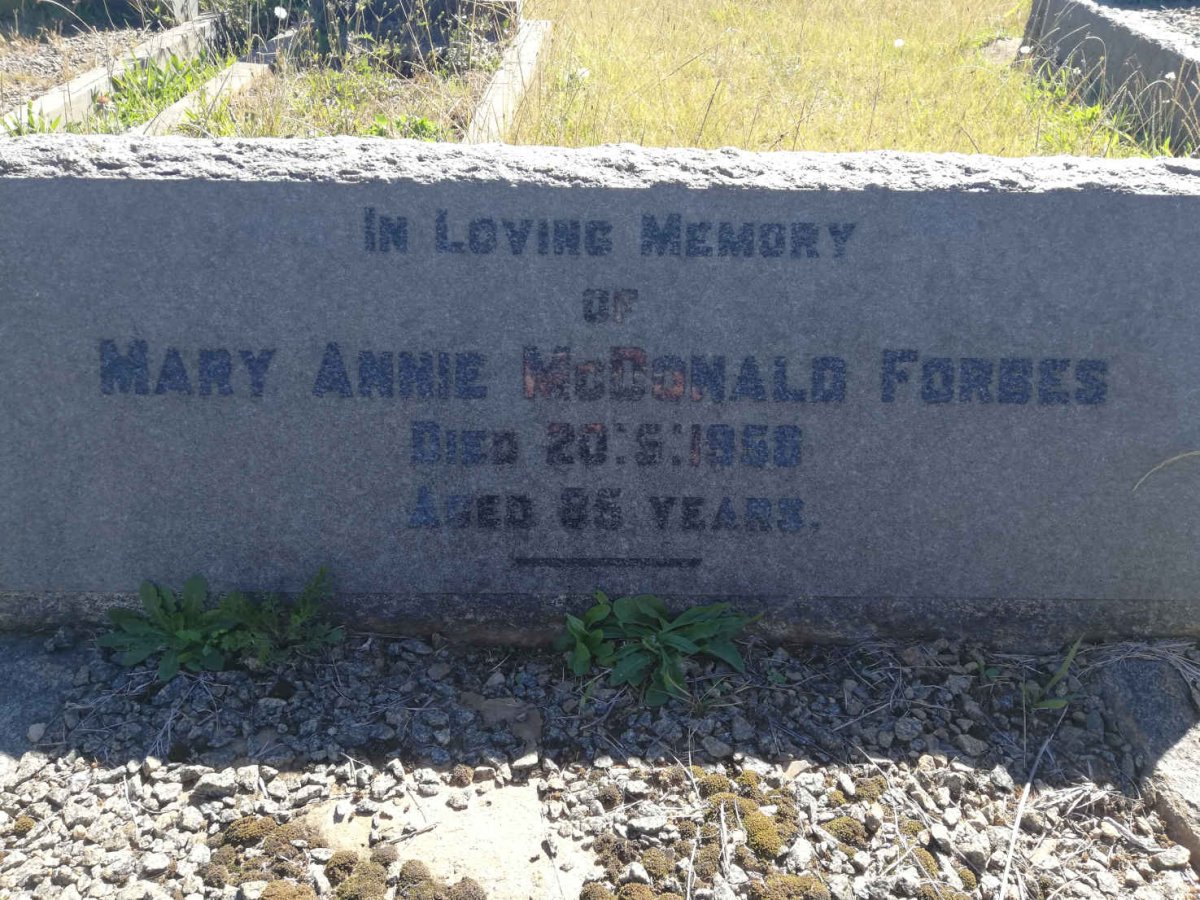 In Loving Memory
of
Mary Annie McDonald Forbes
Died 20:5:1958
Aged 85 years.